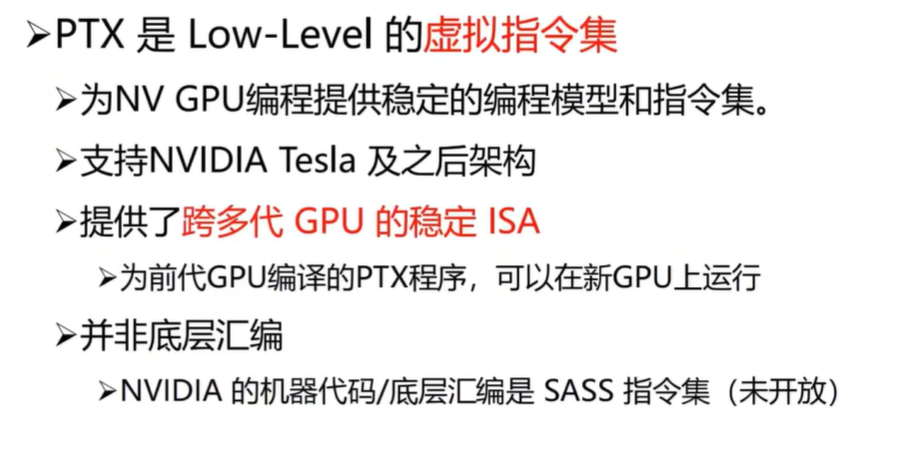 ➢PTX 是 Low-Level 的虚拟指令集
➢为NV GPU编程提供稳定的编程模型和指令集。
➢支持NVIDIA Tesla 及之后架构
➢提供了跨多代 GPU 的稳定 ISA
➢为前代GPU编译的PTX程序，可以在新GPU上运行
➢并非底层汇编
➢NVIDIA 的机器代码/底层汇编是 SASS 指令集（未开放）